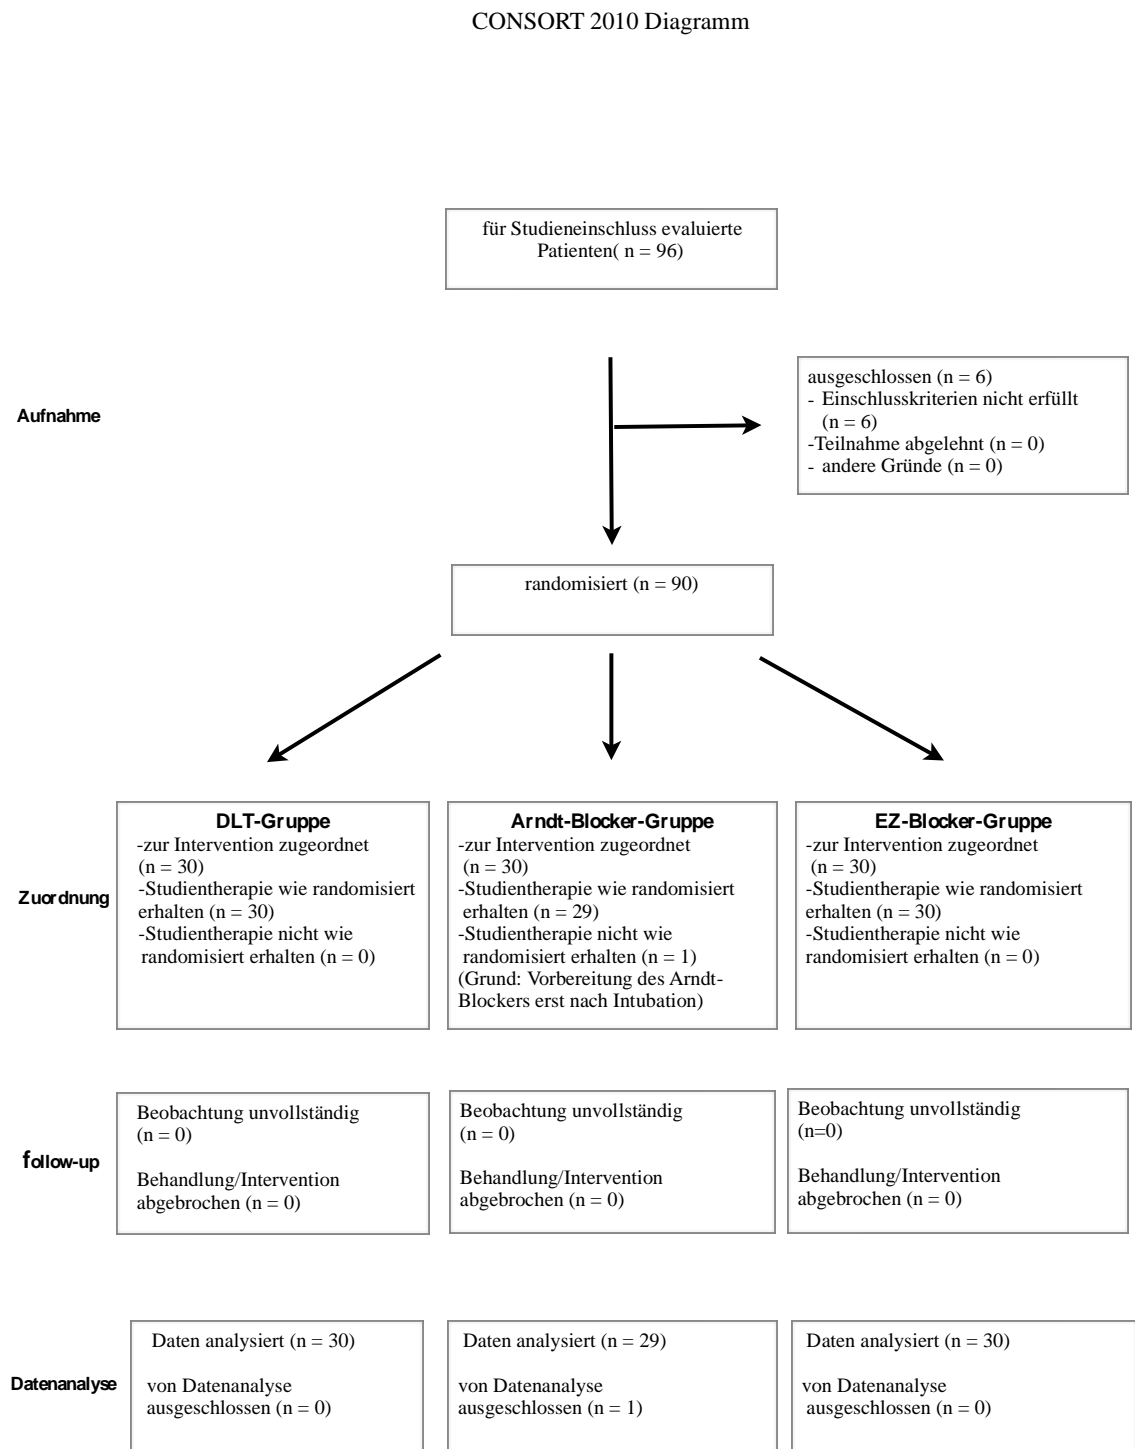 CONSORT 2010 Diagramm
für Studieneinschluss evaluierte
Patienten( n = 96)
Aufnahme
ausgeschlossen (n = 6)
- Einschlusskriterien nicht erfüllt
(n = 6)
-Teilnahme abgelehnt (n = 0)
- andere Gründe (n = 0)
randomisiert (n = 90)
Zuordnung
DLT-Gruppe
-zur Intervention zugeordnet
(n = 30)
-Studientherapie wie randomisiert
erhalten (n = 30)
-Studientherapie nicht wie
randomisiert erhalten (n = 0)
Arndt-Blocker-Gruppe
-zur Intervention zugeordnet
(n = 30)
-Studientherapie wie randomisiert
erhalten (n = 29)
-Studientherapie nicht wie
randomisiert erhalten (n = 1)
(Grund: Vorbereitung des Arndt-
Blockers erst nach Intubation)
EZ-Blocker-Gruppe
-zur Intervention zugeordnet
(n = 30)
-Studientherapie wie randomisiert
erhalten (n = 30)
-Studientherapie nicht wie
randomisiert erhalten (n = 0)
follow-up
Beobachtung unvollständig
(n = 0)
Behandlung/Intervention
abgebrochen (n = 0)
Beobachtung unvollständig
(n = 0)
Behandlung/Intervention
abgebrochen (n = 0)
Beobachtung unvollständig
(n=0)
Behandlung/Intervention
abgebrochen (n = 0)
Datenanalyse
Daten analysiert (n = 30)
von Datenanalyse
ausgeschlossen (n = 0)
Daten analysiert (n = 29)
von Datenanalyse
ausgeschlossen (n = 1)
Daten analysiert (n = 30)
von Datenanalyse
ausgeschlossen (n = 0)